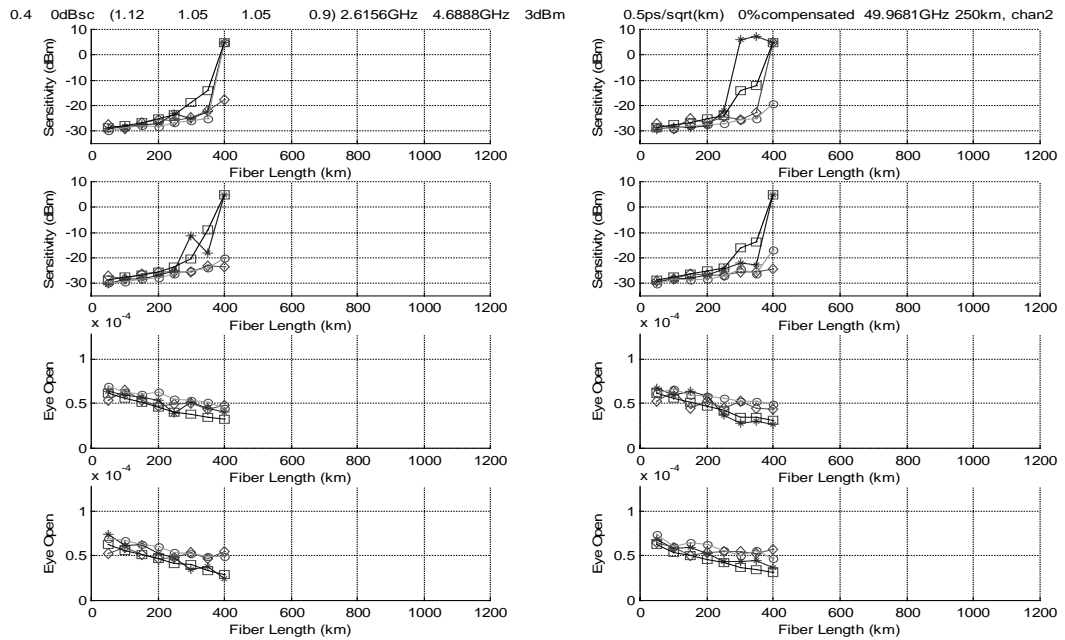 0.4 0dBsc (1.12 1.05 1.05 0.9) 2.6156GHz 4.6888GHz 3dBm 0.5ps/sqrt(km) 0%compensated 49.9681GHz 250km, chan2
10
0
-10
-20
-30
Sensitivity (dBm)
0 200 400 600 800 1000 1200
Fiber Length (km)
10
0
-10
-20
-30
Sensitivity (dBm)
0 200 400 600 800 1000 1200
Fiber Length (km)
10
0
-10
-20
-30
Sensitivity (dBm)
0 200 400 600 800 1000 1200
Fiber Length (km)
10
0
-10
-20
-30
Sensitivity (dBm)
0 200 400 600 800 1000 1200
Fiber Length (km)
x 10^-4
1
0.5
0
Eye Open
0 200 400 600 800 1000 1200
Fiber Length (km)
x 10^-4
1
0.5
0
Eye Open
0 200 400 600 800 1000 1200
Fiber Length (km)
x 10^-4
1
0.5
0
Eye Open
0 200 400 600 800 1000 1200
Fiber Length (km)
x 10^-4
1
0.5
0
Eye Open
0 200 400 600 800 1000 1200
Fiber Length (km)